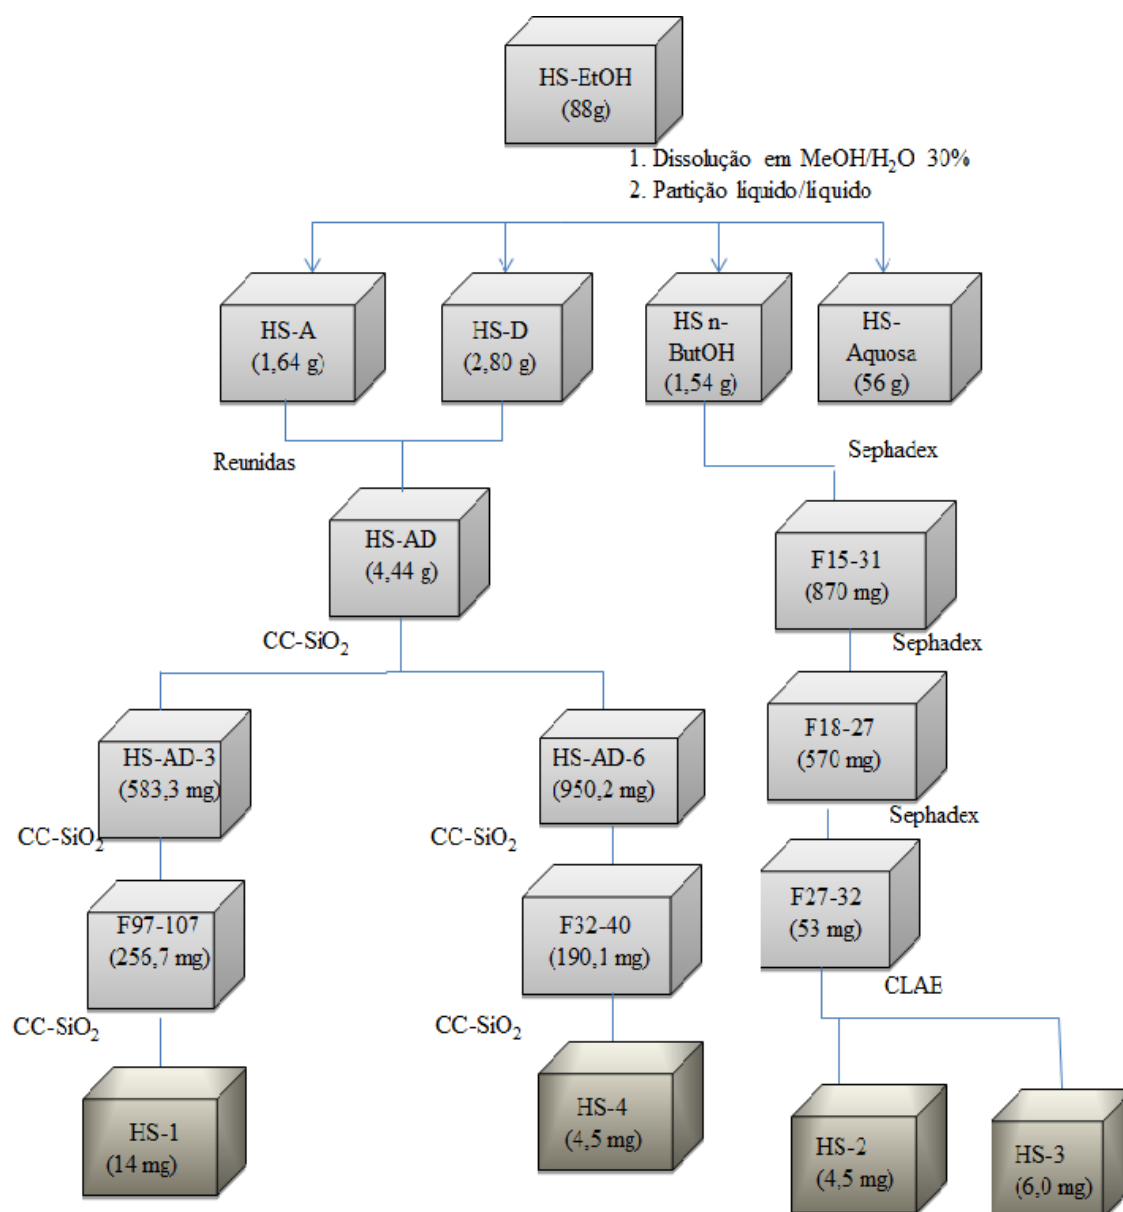 HS-EtOH
(88g)
1. Dissolução em MeOH/H₂O 30%
2. Partição líquido/líquido
HS-A
(1,64 g)
HS-D
(2,80 g)
HS n-
ButOH
(1,54 g)
HS-
Aquosa
(56 g)
Reunidas
Sephadex
HS-AD
(4,44 g)
F15-31
(870 mg)
CC-SiO₂
Sephadex
HS-AD-3
(583,3 mg)
HS-AD-6
(950,2 mg)
F18-27
(570 mg)
CC-SiO₂
CC-SiO₂
Sephadex
F97-107
(256,7 mg)
F32-40
(190,1 mg)
F27-32
(53 mg)
CC-SiO₂
CC-SiO₂
CLAE
HS-1
(14 mg)
HS-4
(4,5 mg)
HS-2
(4,5 mg)
HS-3
(6,0 mg)